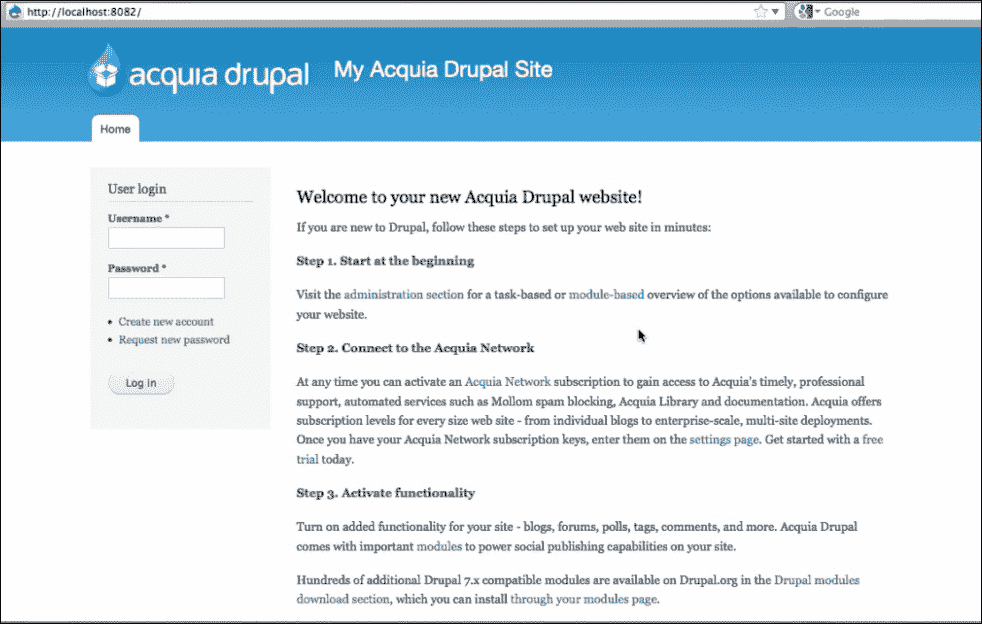 http://localhost:8082/
Google
acquia drupal
My Acquia Drupal Site
Home
User login
Username *
Password *
Create new account
Request new password
Log in
Welcome to your new Acquia Drupal website!
If you are new to Drupal, follow these steps to set up your web site in minutes:
Step 1. Start at the beginning
Visit the administration section for a task-based or module-based overview of the options available to configure
your website.
Step 2. Connect to the Acquia Network
At any time you can activate an Acquia Network subscription to gain access to Acquia's timely, professional
support, automated services such as Mollom spam blocking, Acquia Library and documentation. Acquia offers
subscription levels for every size web site - from individual blogs to enterprise-scale, multi-site deployments.
Once you have your Acquia Network subscription keys, enter them on the settings page. Get started with a free
trial today.
Step 3. Activate functionality
Turn on added functionality for your site - blogs, forums, polls, tags, comments, and more. Acquia Drupal
comes with important modules to power social publishing capabilities on your site.
Hundreds of additional Drupal 7.x compatible modules are available on Drupal.org in the Drupal modules
download section, which you can install through your modules page.